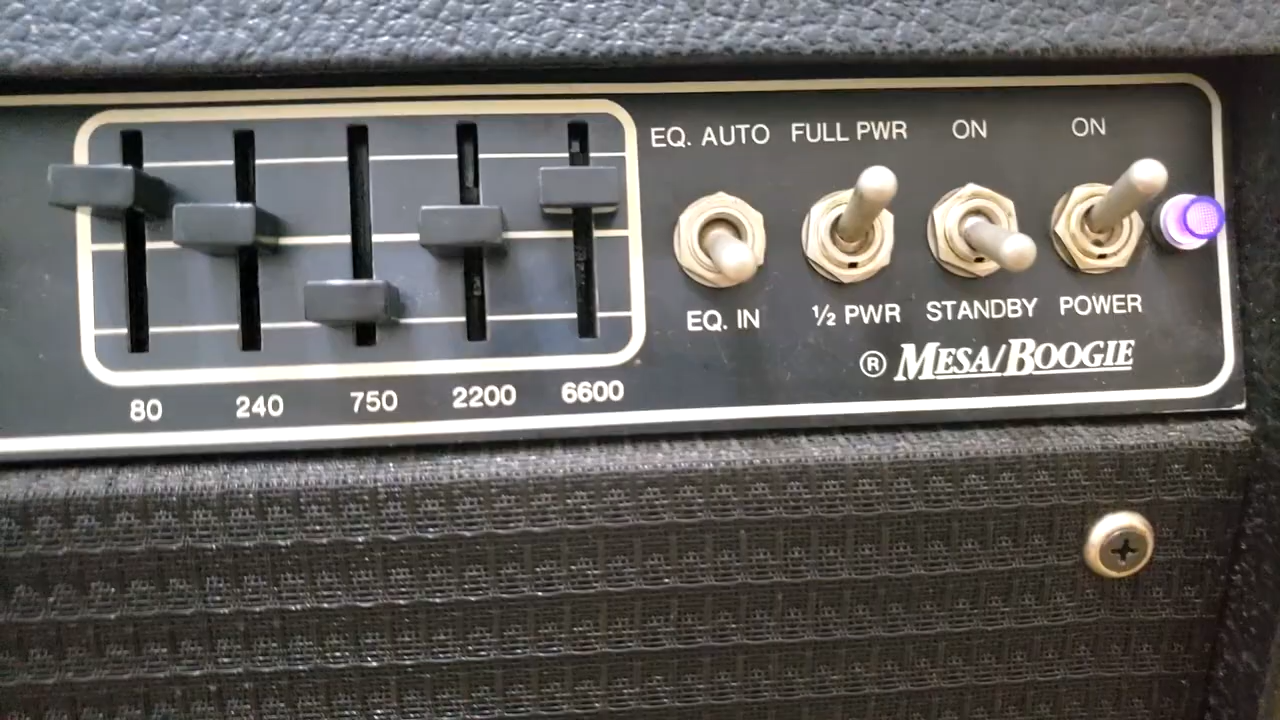 EQ. AUTO FULL PWR ON ON
EQ. IN ½ PWR STANDBY POWER
® MESA/BOOGIE
80 240 750 2200 6600